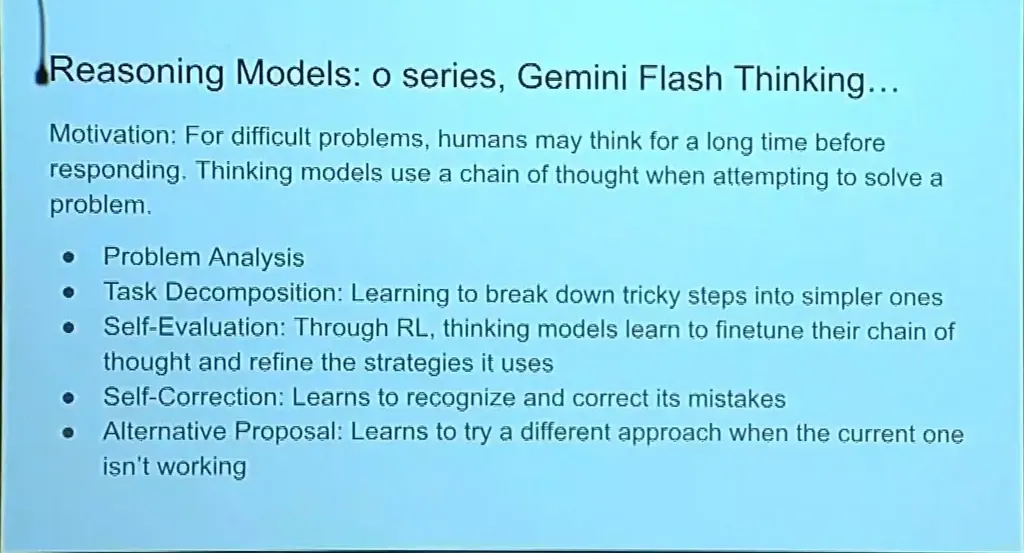 Reasoning Models: o series, Gemini Flash Thinking...
Motivation: For difficult problems, humans may think for a long time before
responding. Thinking models use a chain of thought when attempting to solve a
problem.
● Problem Analysis
● Task Decomposition: Learning to break down tricky steps into simpler ones
● Self-Evaluation: Through RL, thinking models learn to finetune their chain of
thought and refine the strategies it uses
● Self-Correction: Learns to recognize and correct its mistakes
● Alternative Proposal: Learns to try a different approach when the current one
isn't working